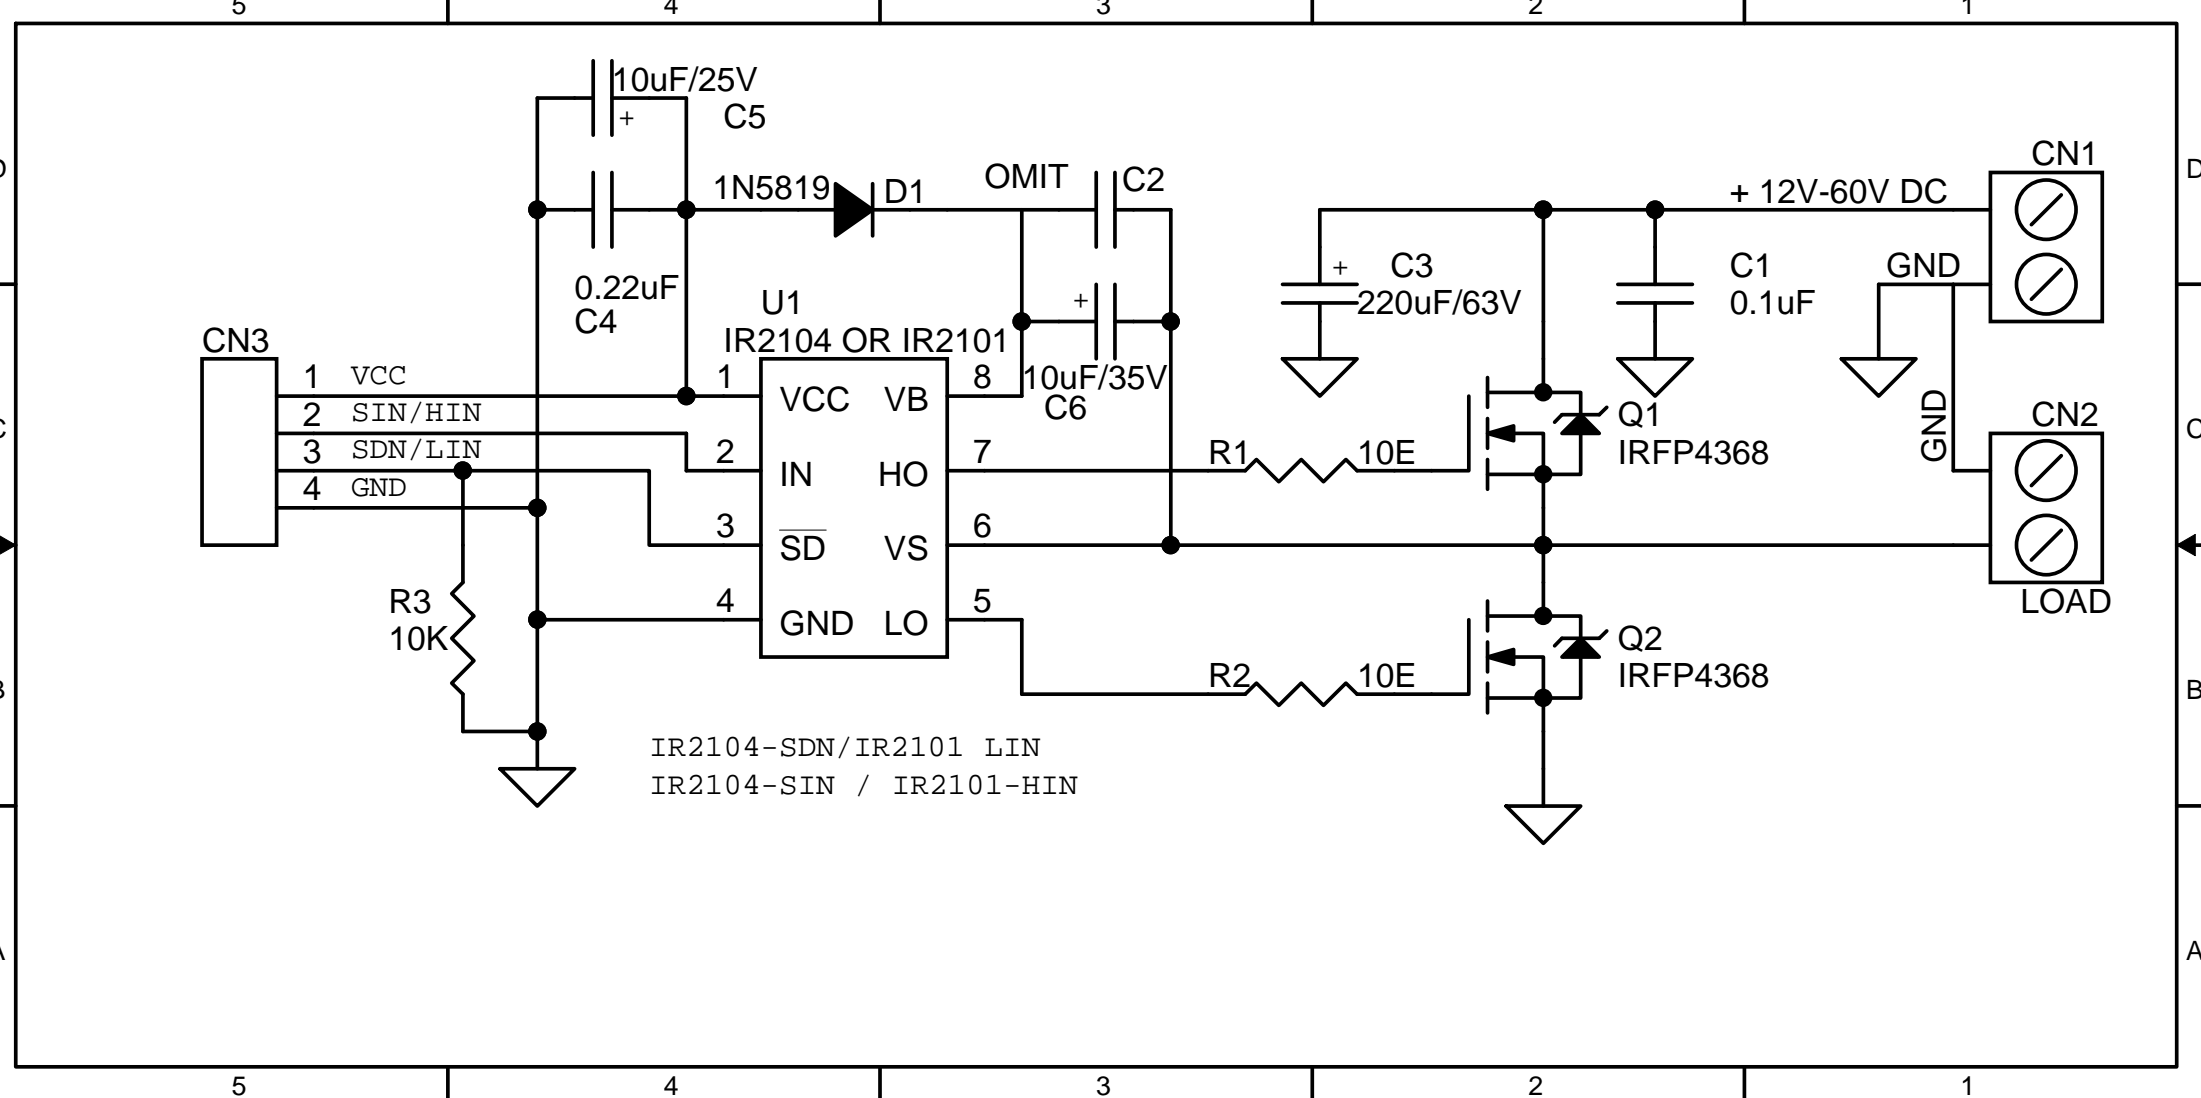 5 4 3 2 1
10uF/25V
+
C5
D
D
1N5819
D1
OMIT
C2
+ 12V-60V DC
CN1
0.22uF
C4
U1
IR2104 OR IR2101
+
10uF/35V
C6
+
C3
220uF/63V
C1
0.1uF
GND
GND
CN3
1 VCC
2 SIN/HIN
3 SDN/LIN
4 GND
1 VCC VB 8
2 IN HO 7
3 SD VS 6
4 GND LO 5
R1 10E
Q1
IRFP4368
CN2
C
C
LOAD
R3
10K
R2 10E
Q2
IRFP4368
B
B
IR2104-SDN/IR2101 LIN
IR2104-SIN / IR2101-HIN
A
A
5 4 3 2 1